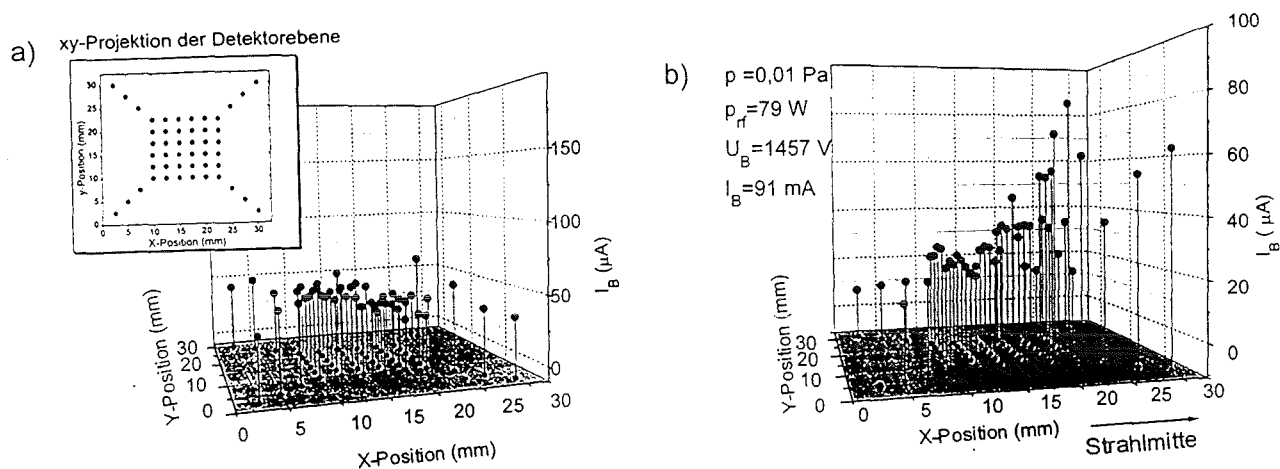 a) xy-Projektion der Detektorebene
y-Position (mm)
30
25
20
15
10
5
0
0 5 10 15 20 25 30
X-Position (mm)
150
100
50
0
I_B (µA)
Y-Position (mm)
30
20
10
0
0 5 10 15 20 25 30
X-Position (mm)
b)
p =0,01 Pa
p_rf=79 W
U_B=1457 V
I_B=91 mA
100
80
60
40
20
0
I_B (µA)
Y-Position (mm)
30
20
10
0
0 5 10 15 20 25 30
X-Position (mm)
Strahlmitte